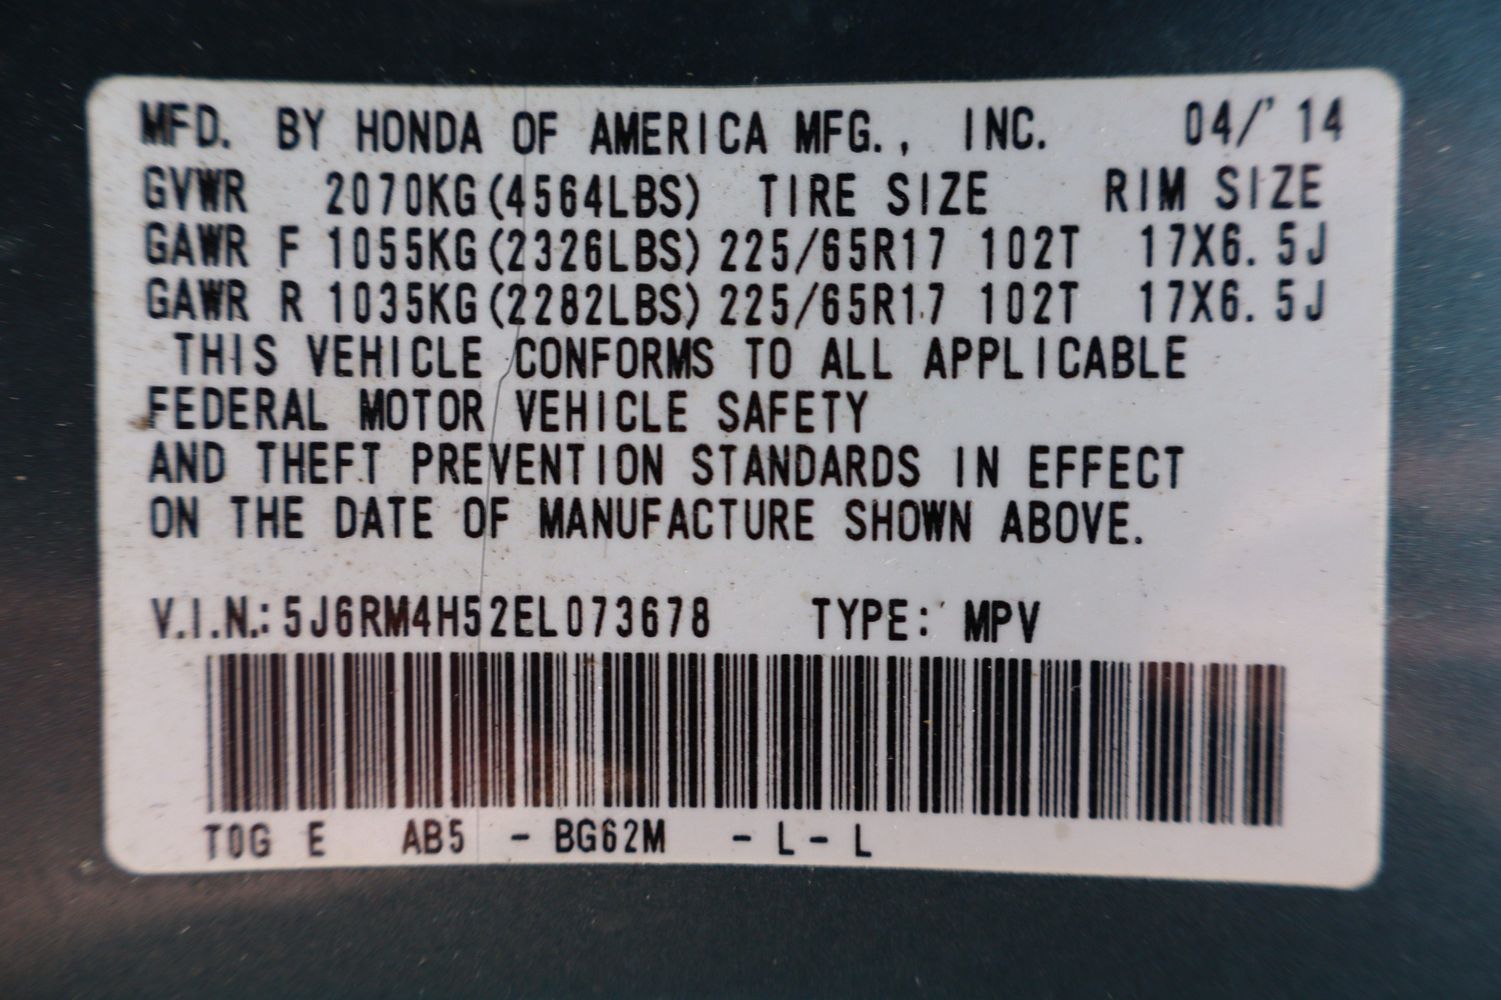 MFD. BY HONDA OF AMERICA MFG., INC. 04/'14
GVWR 2070KG(4564LBS) TIRE SIZE RIM SIZE
GAWR F 1055KG(2326LBS) 225/65R17 102T 17X6.5J
GAWR R 1035KG(2282LBS) 225/65R17 102T 17X6.5J
THIS VEHICLE CONFORMS TO ALL APPLICABLE
FEDERAL MOTOR VEHICLE SAFETY
AND THEFT PREVENTION STANDARDS IN EFFECT
ON THE DATE OF MANUFACTURE SHOWN ABOVE.
V.I.N.: 5J6RM4H52EL073678 TYPE: MPV
T0G E AB5 - BG62M - L - L